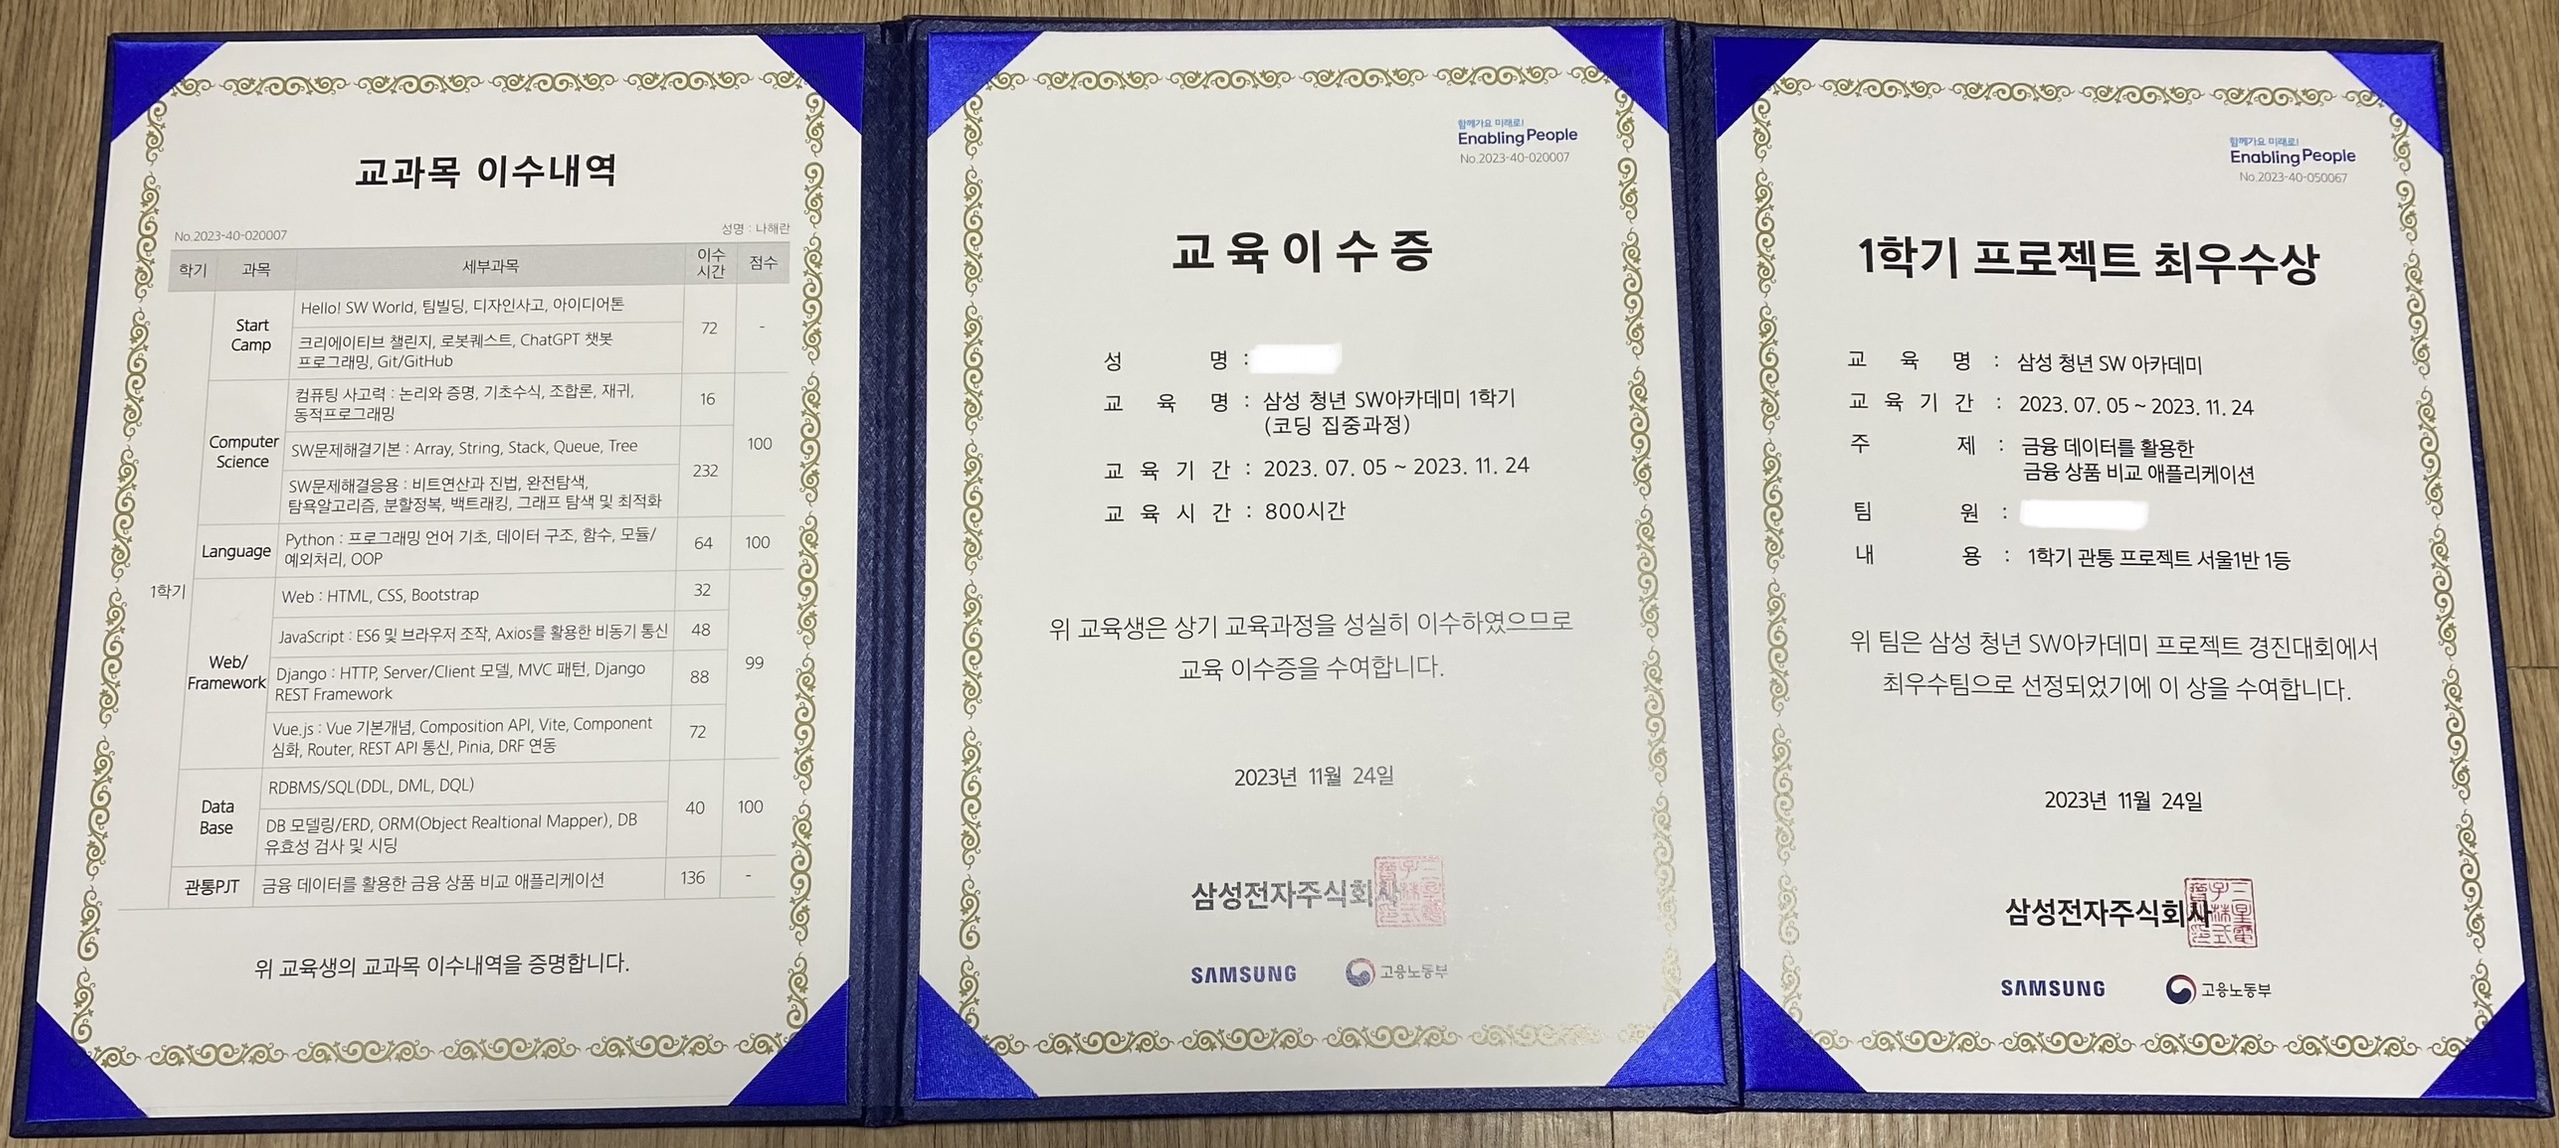 교과목 이수내역
No.2023-40-020007
성명 : 나해란
학기 과목 세부과목 이수시간 점수
1학기
Start Camp
Hello! SW World, 팀빌딩, 디자인사고, 아이디어톤
크리에이티브 챌린지, 로봇퀘스트, ChatGPT 챗봇
프로그래밍, Git/GitHub
72 -
Computer Science
컴퓨팅 사고력 : 논리와 증명, 기초수식, 조합론, 재귀,
동적프로그래밍
16
SW문제해결기본 : Array, String, Stack, Queue, Tree
SW문제해결응용 : 비트연산과 진법, 완전탐색,
탐욕알고리즘, 분할정복, 백트래킹, 그래프 탐색 및 최적화
232
100
Language
Python : 프로그래밍 언어 기초, 데이터 구조, 함수, 모듈/
예외처리, OOP
64 100
Web/
Framework
Web : HTML, CSS, Bootstrap
32
JavaScript : ES6 및 브라우저 조작, Axios를 활용한 비동기 통신
48
Django : HTTP, Server/Client 모델, MVC 패턴, Django
REST Framework
88
Vue.js : Vue 기본개념, Composition API, Vite, Component
심화, Router, REST API 통신, Pinia, DRF 연동
72
99
Data
Base
RDBMS/SQL(DDL, DML, DQL)
DB 모델링/ERD, ORM(Object Realtional Mapper), DB
유효성 검사 및 시딩
40 100
관통PJT 금융 데이터를 활용한 금융 상품 비교 애플리케이션 136 -
위 교육생의 교과목 이수내역을 증명합니다.
함께가요 미래로!
Enabling People
No.2023-40-020007
교육이수증
성 명 :
교 육 명 : 삼성 청년 SW아카데미 1학기
(코딩 집중과정)
교 육 기 간 : 2023. 07. 05 ~ 2023. 11. 24
교 육 시 간 : 800시간
위 교육생은 상기 교육과정을 성실히 이수하였으므로
교육 이수증을 수여합니다.
2023년 11월 24일
삼성전자주식회사
SAMSUNG 고용노동부
함께가요 미래로!
Enabling People
No.2023-40-050067
1학기 프로젝트 최우수상
교 육 명 : 삼성 청년 SW 아카데미
교 육 기 간 : 2023. 07. 05 ~ 2023. 11. 24
주 제 : 금융 데이터를 활용한
금융 상품 비교 애플리케이션
팀 원 :
내 용 : 1학기 관통 프로젝트 서울1반 1등
위 팀은 삼성 청년 SW아카데미 프로젝트 경진대회에서
최우수팀으로 선정되었기에 이 상을 수여합니다.
2023년 11월 24일
삼성전자주식회사
SAMSUNG 고용노동부